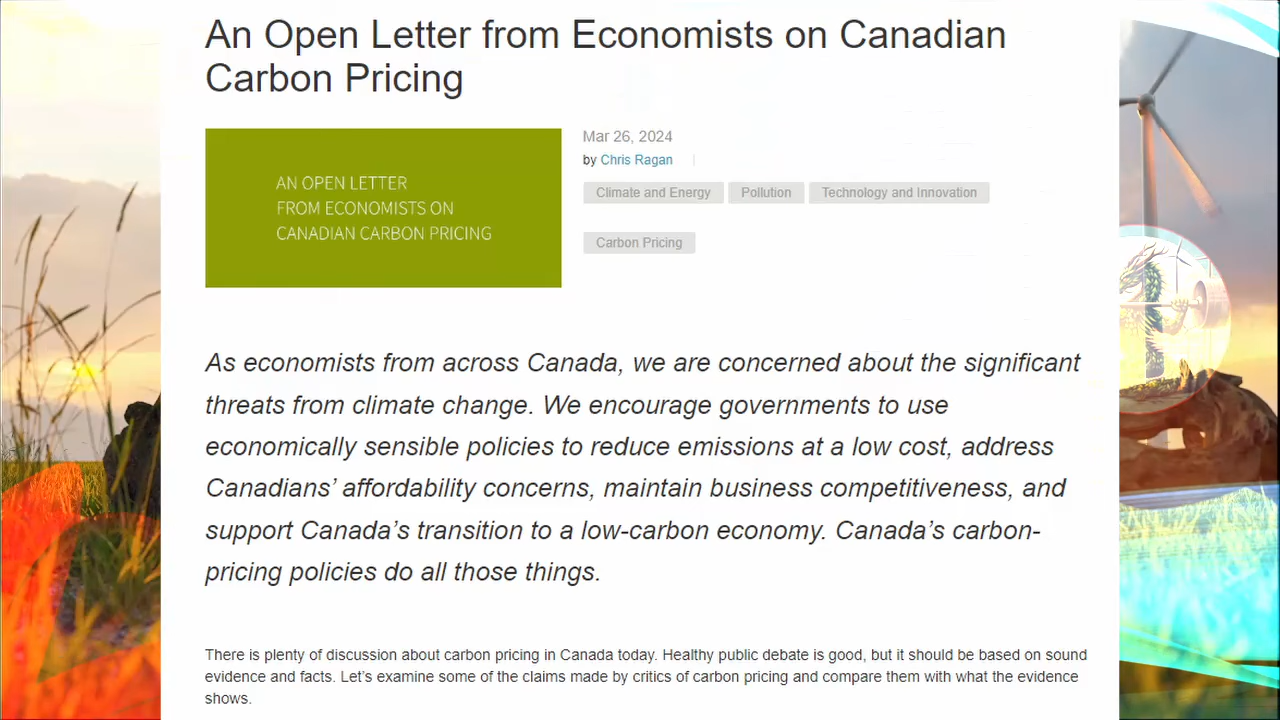 An Open Letter from Economists on Canadian
Carbon Pricing
AN OPEN LETTER
FROM ECONOMISTS ON
CANADIAN CARBON PRICING
Mar 26, 2024
by Chris Ragan
Climate and Energy Pollution Technology and Innovation
Carbon Pricing
As economists from across Canada, we are concerned about the significant
threats from climate change. We encourage governments to use
economically sensible policies to reduce emissions at a low cost, address
Canadians’ affordability concerns, maintain business competitiveness, and
support Canada’s transition to a low-carbon economy. Canada’s carbon-
pricing policies do all those things.
There is plenty of discussion about carbon pricing in Canada today. Healthy public debate is good, but it should be based on sound
evidence and facts. Let’s examine some of the claims made by critics of carbon pricing and compare them with what the evidence
shows.